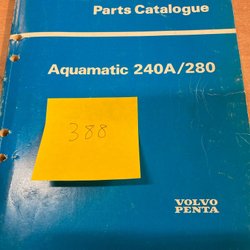 Parts Catalogue
Aquamatic 240A/280
388
VOLVO
PENTA